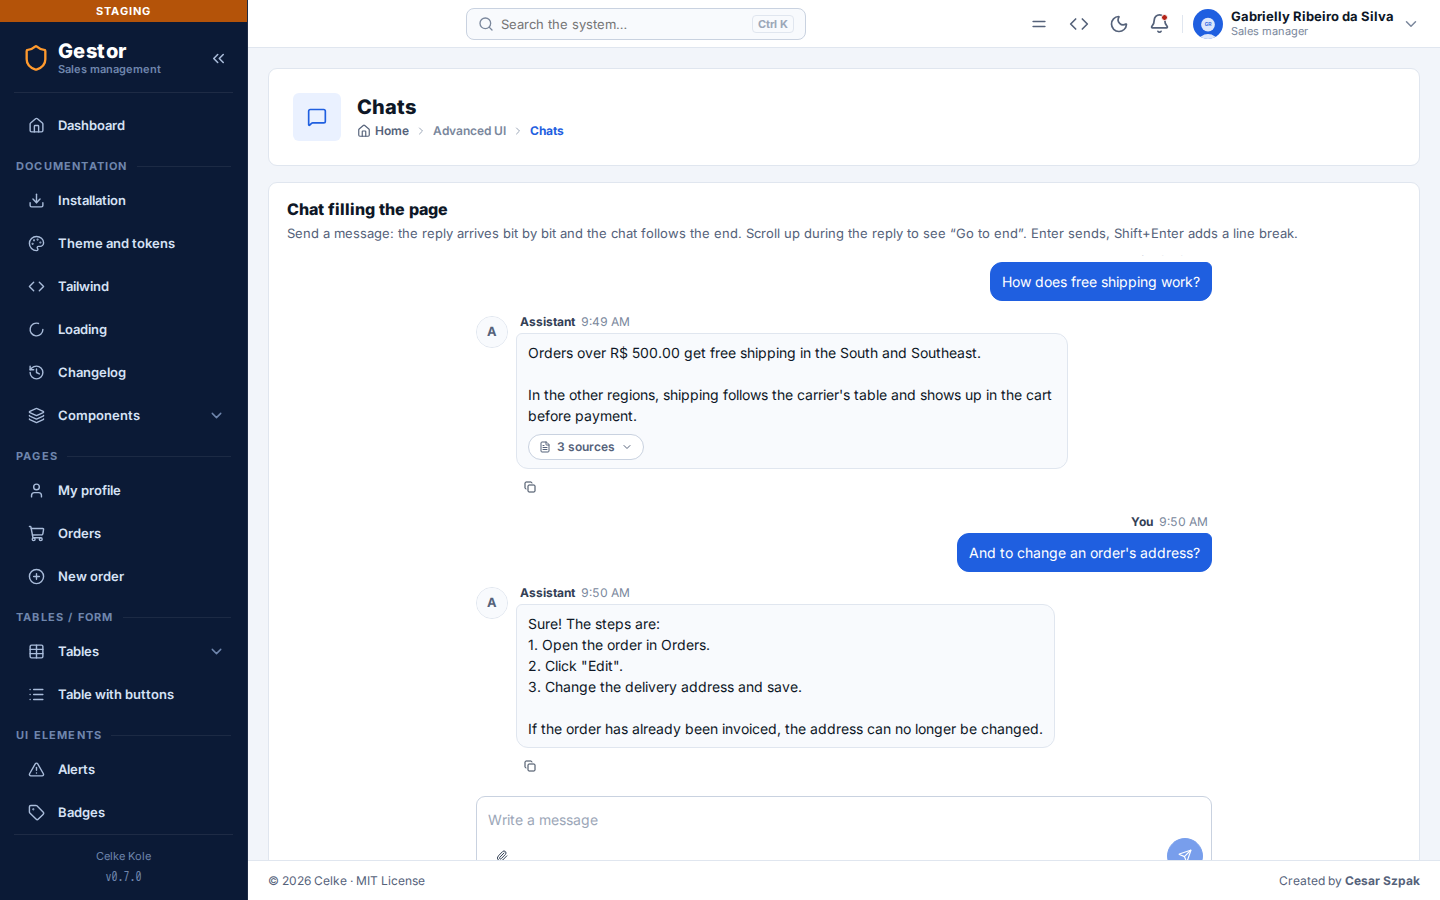 STAGING
Gestor
Sales management
Dashboard
DOCUMENTATION
Installation
Theme and tokens
Tailwind
Loading
Changelog
Components
PAGES
My profile
Orders
New order
TABLES / FORM
Tables
Table with buttons
UI ELEMENTS
Alerts
Badges
Celke Kole
v0.7.0
Search the system...
Ctrl K
GR
Gabrielly Ribeiro da Silva
Sales manager
Chats
Home
Advanced UI
Chats
Chat filling the page
Send a message: the reply arrives bit by bit and the chat follows the end. Scroll up during the reply to see “Go to end”. Enter sends, Shift+Enter adds a line break.
How does free shipping work?
A
Assistant 9:49 AM
Orders over R$ 500.00 get free shipping in the South and Southeast.
In the other regions, shipping follows the carrier's table and shows up in the cart
before payment.
3 sources
You 9:50 AM
And to change an order's address?
A
Assistant 9:50 AM
Sure! The steps are:
1. Open the order in Orders.
2. Click "Edit".
3. Change the delivery address and save.
If the order has already been invoiced, the address can no longer be changed.
Write a message
© 2026 Celke · MIT License
Created by Cesar Szpak